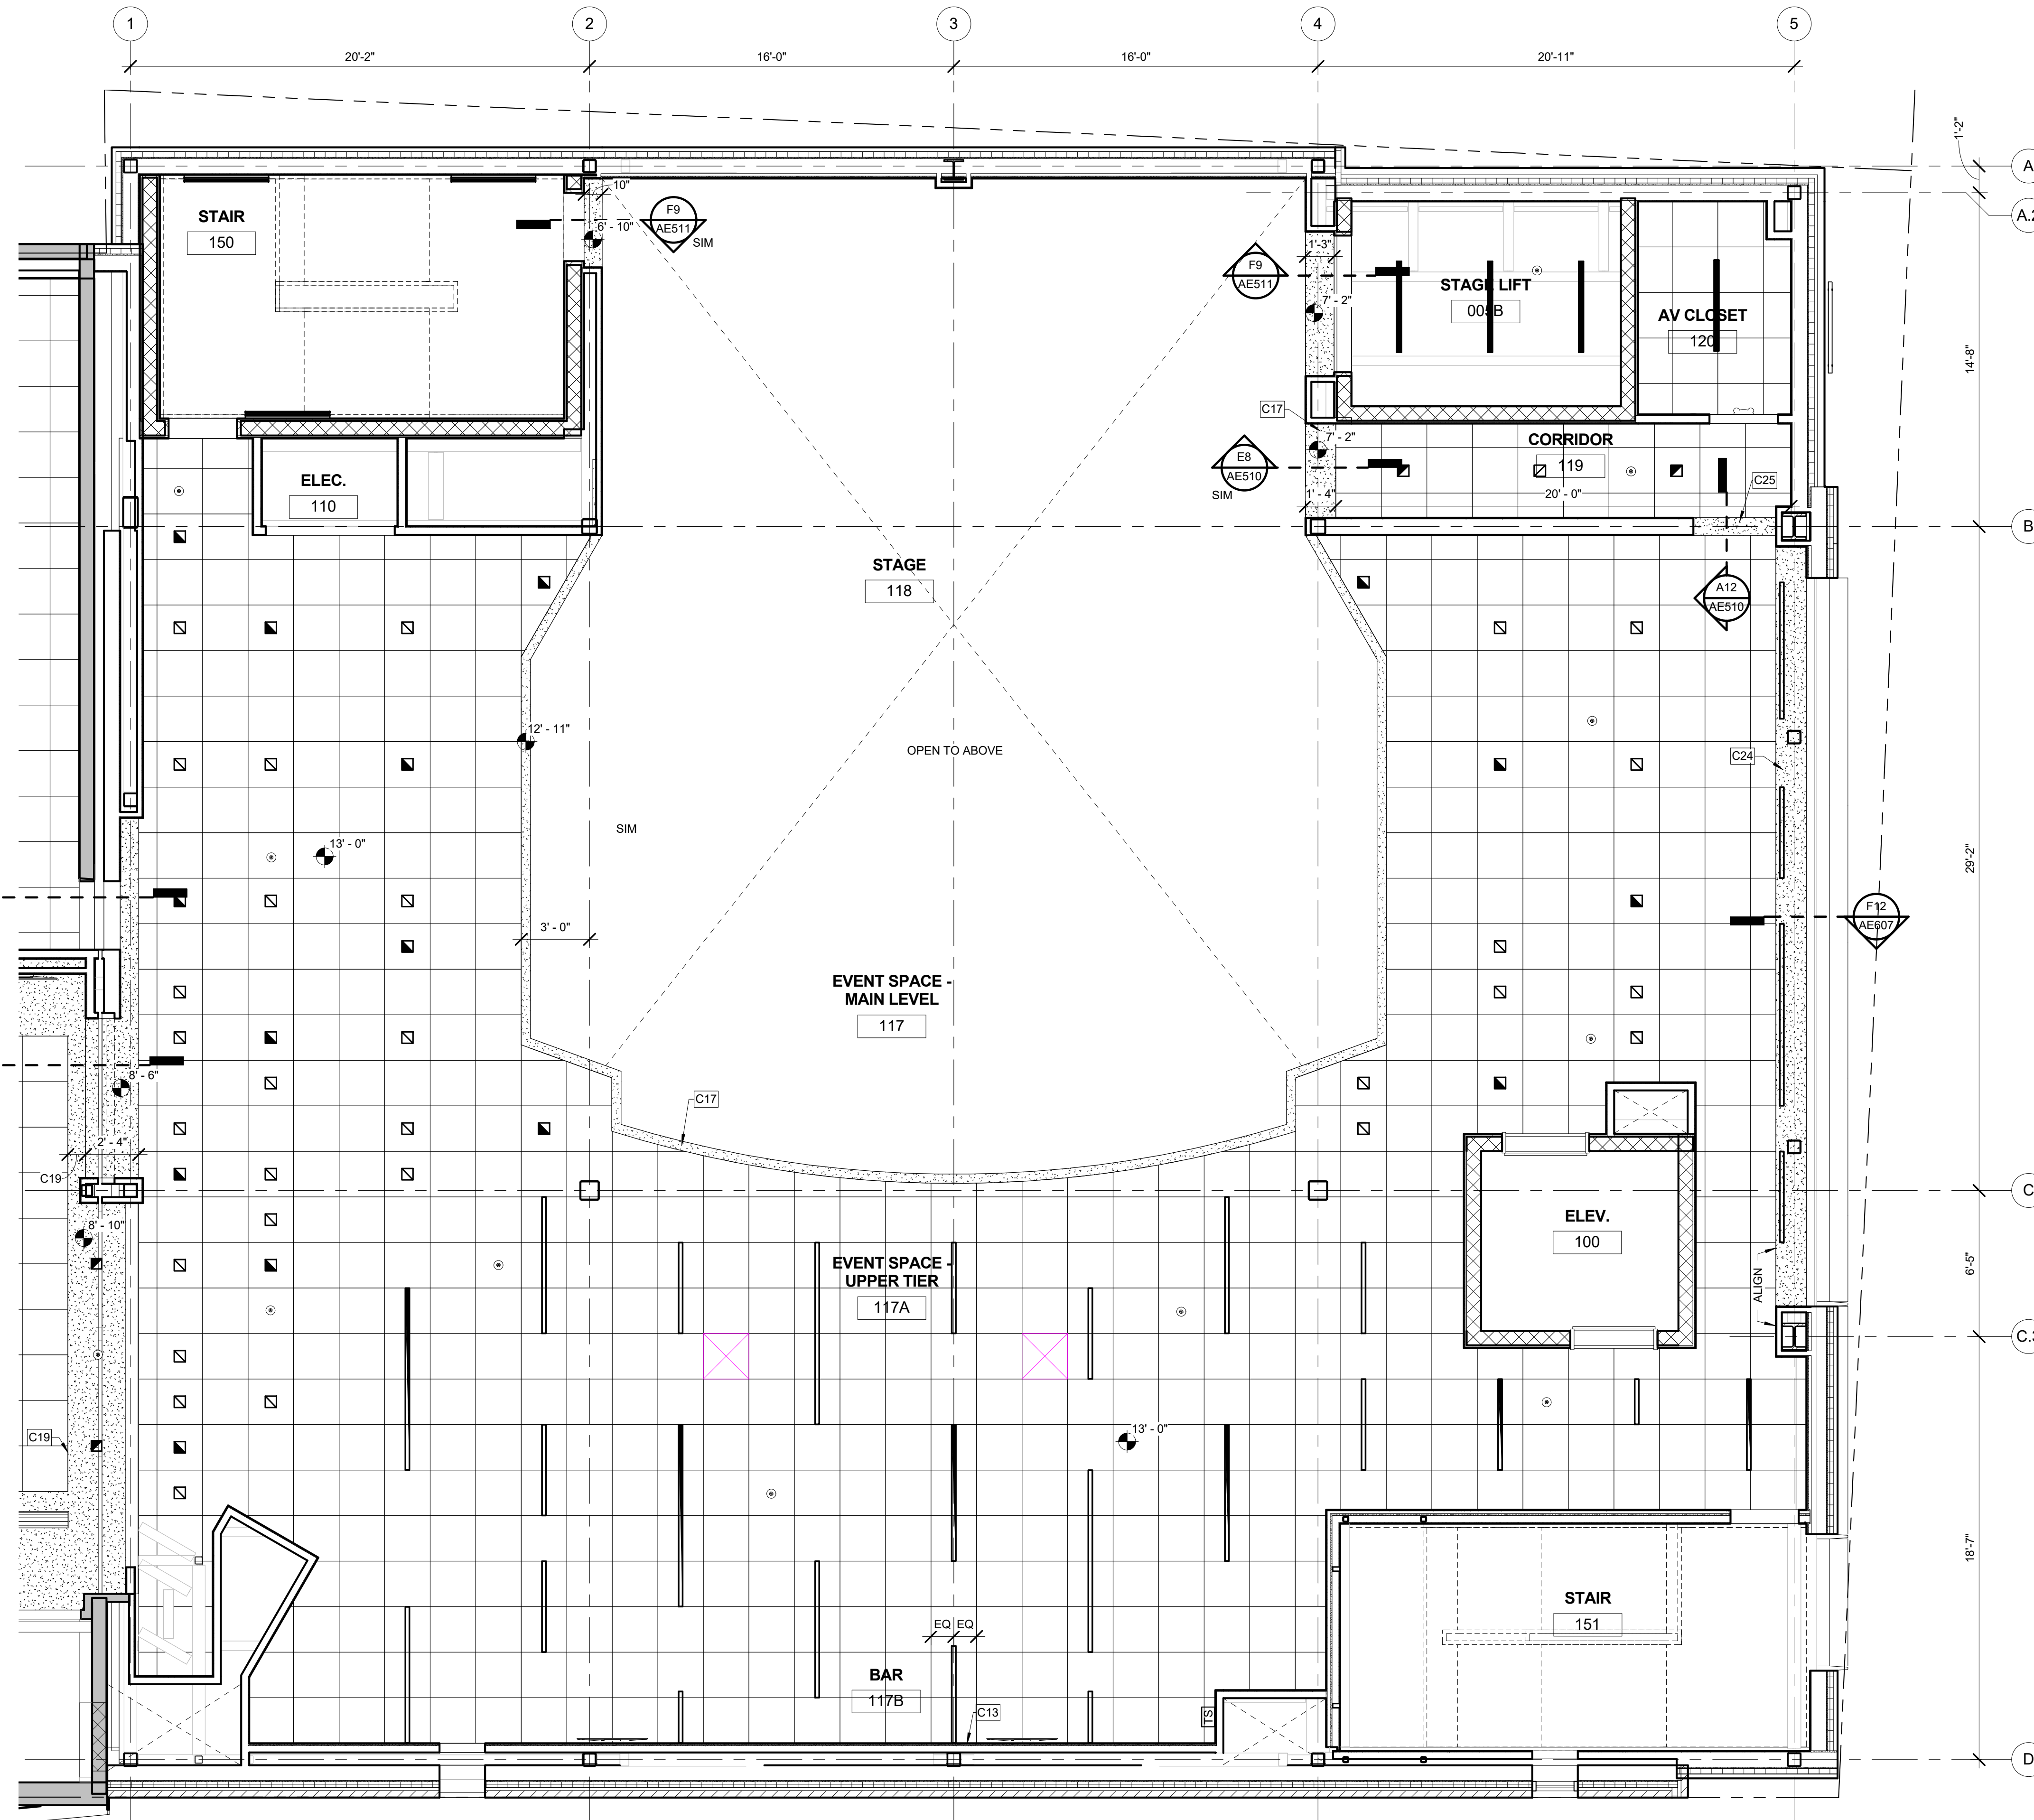 1
2
3
4
5
20'-2"
16'-0"
16'-0"
20'-11"
1'-2"
A
10"
STAIR
150
F9
AE511
SIM
6' - 10"
1'-3"
F9
AE511
7' - 2"
STAGE LIFT
005B
AV CLOSET
120
14'-8"
C17
7' - 2"
CORRIDOR
119
E8
AE510
SIM
1' - 4"
20' - 0"
C25
ELEC.
110
B
STAGE
118
A12
AE510
12' - 11"
OPEN TO ABOVE
C24
SIM
13' - 0"
29'-2"
3' - 0"
F12
AE607
EVENT SPACE -
MAIN LEVEL
117
8' - 6"
C17
2' - 4"
C19
C
8' - 10"
ELEV.
100
EVENT SPACE -
UPPER TIER
117A
ALIGN
6'-5"
13' - 0"
C19
18'-7"
STAIR
151
EQ
EQ
BAR
117B
C13
TS
D